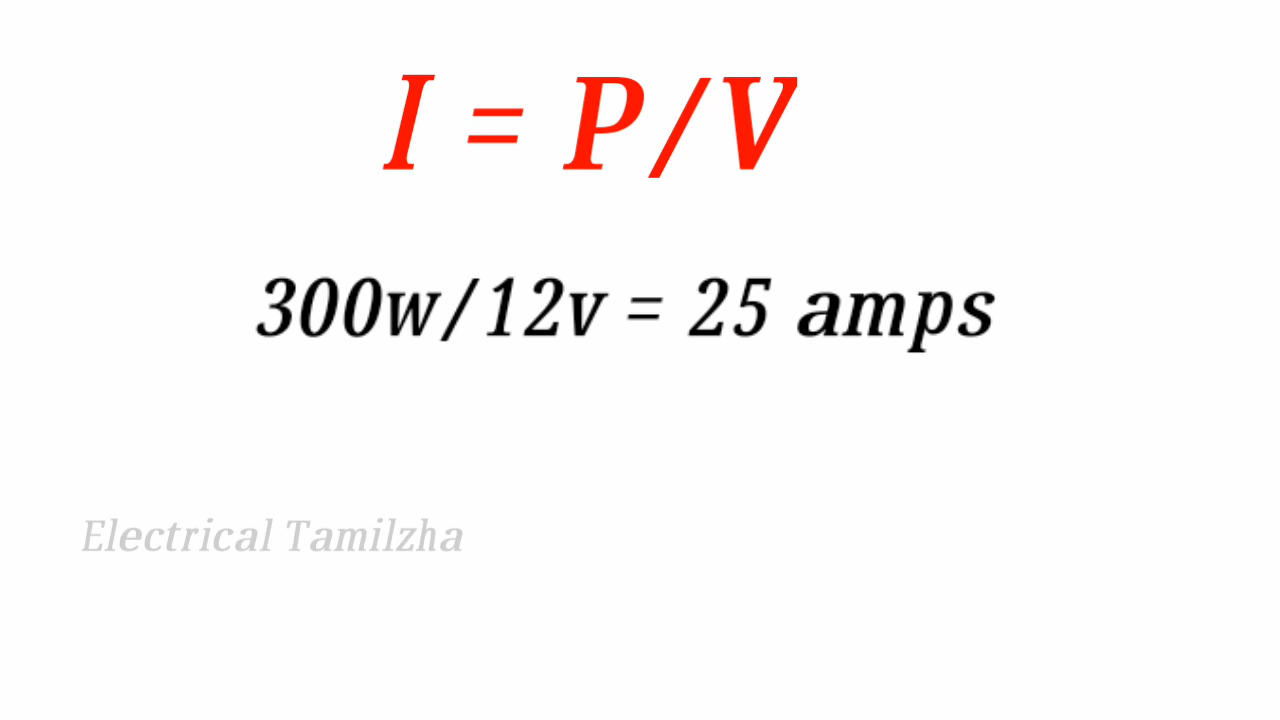 I = P/V
300w/12v = 25 amps
Electrical Tamilzha